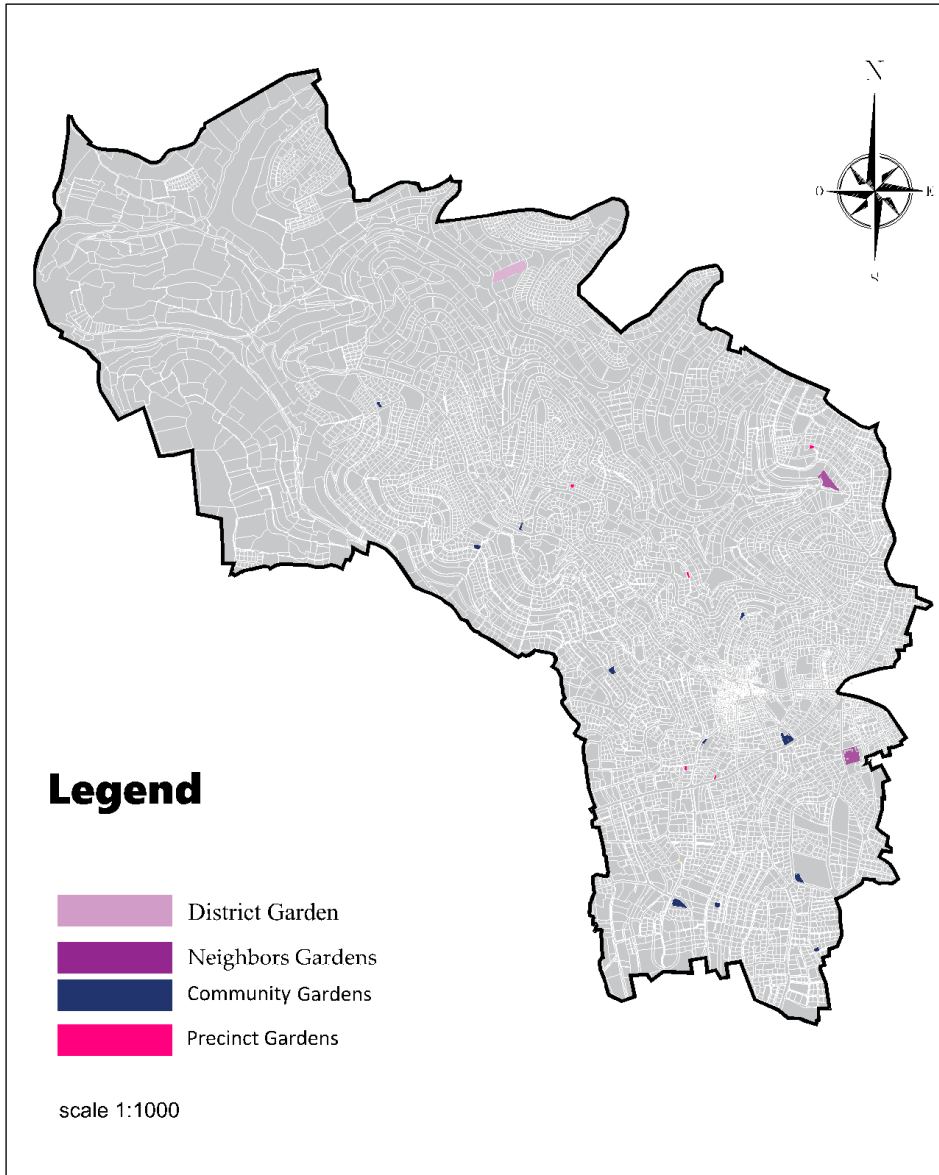 N
O
E
Legend
District Garden
Neighbors Gardens
Community Gardens
Precinct Gardens
scale 1:1000